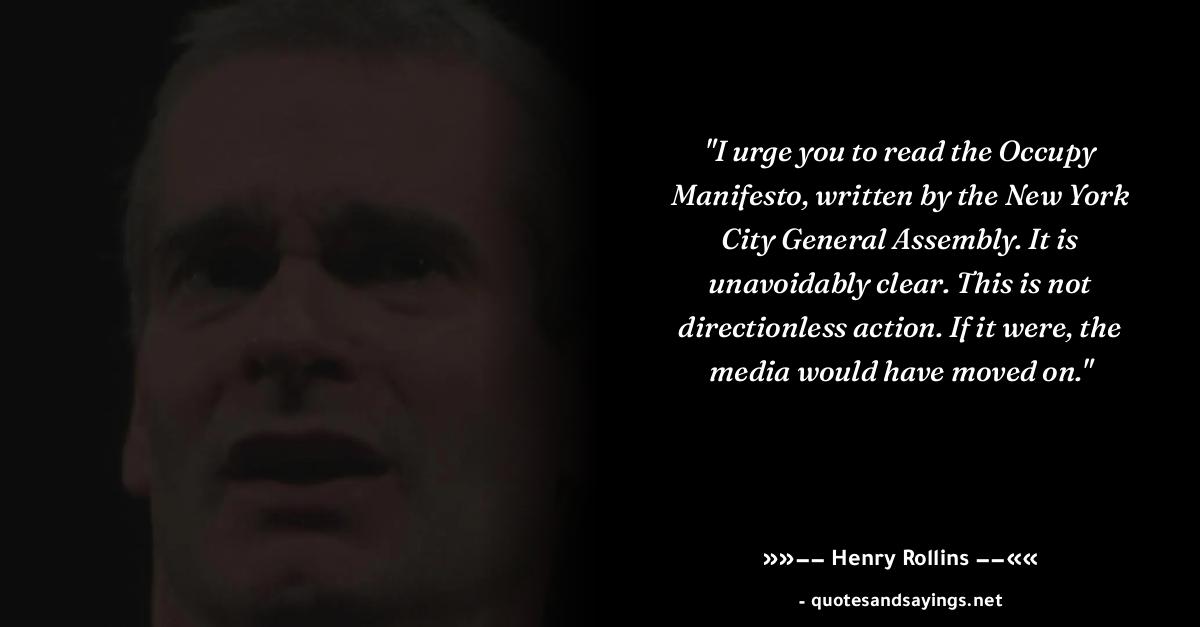 "I urge you to read the Occupy
Manifesto, written by the New York
City General Assembly. It is
unavoidably clear. This is not
directionless action. If it were, the
media would have moved on."
»»–– Henry Rollins ––««
- quotesandsayings.net